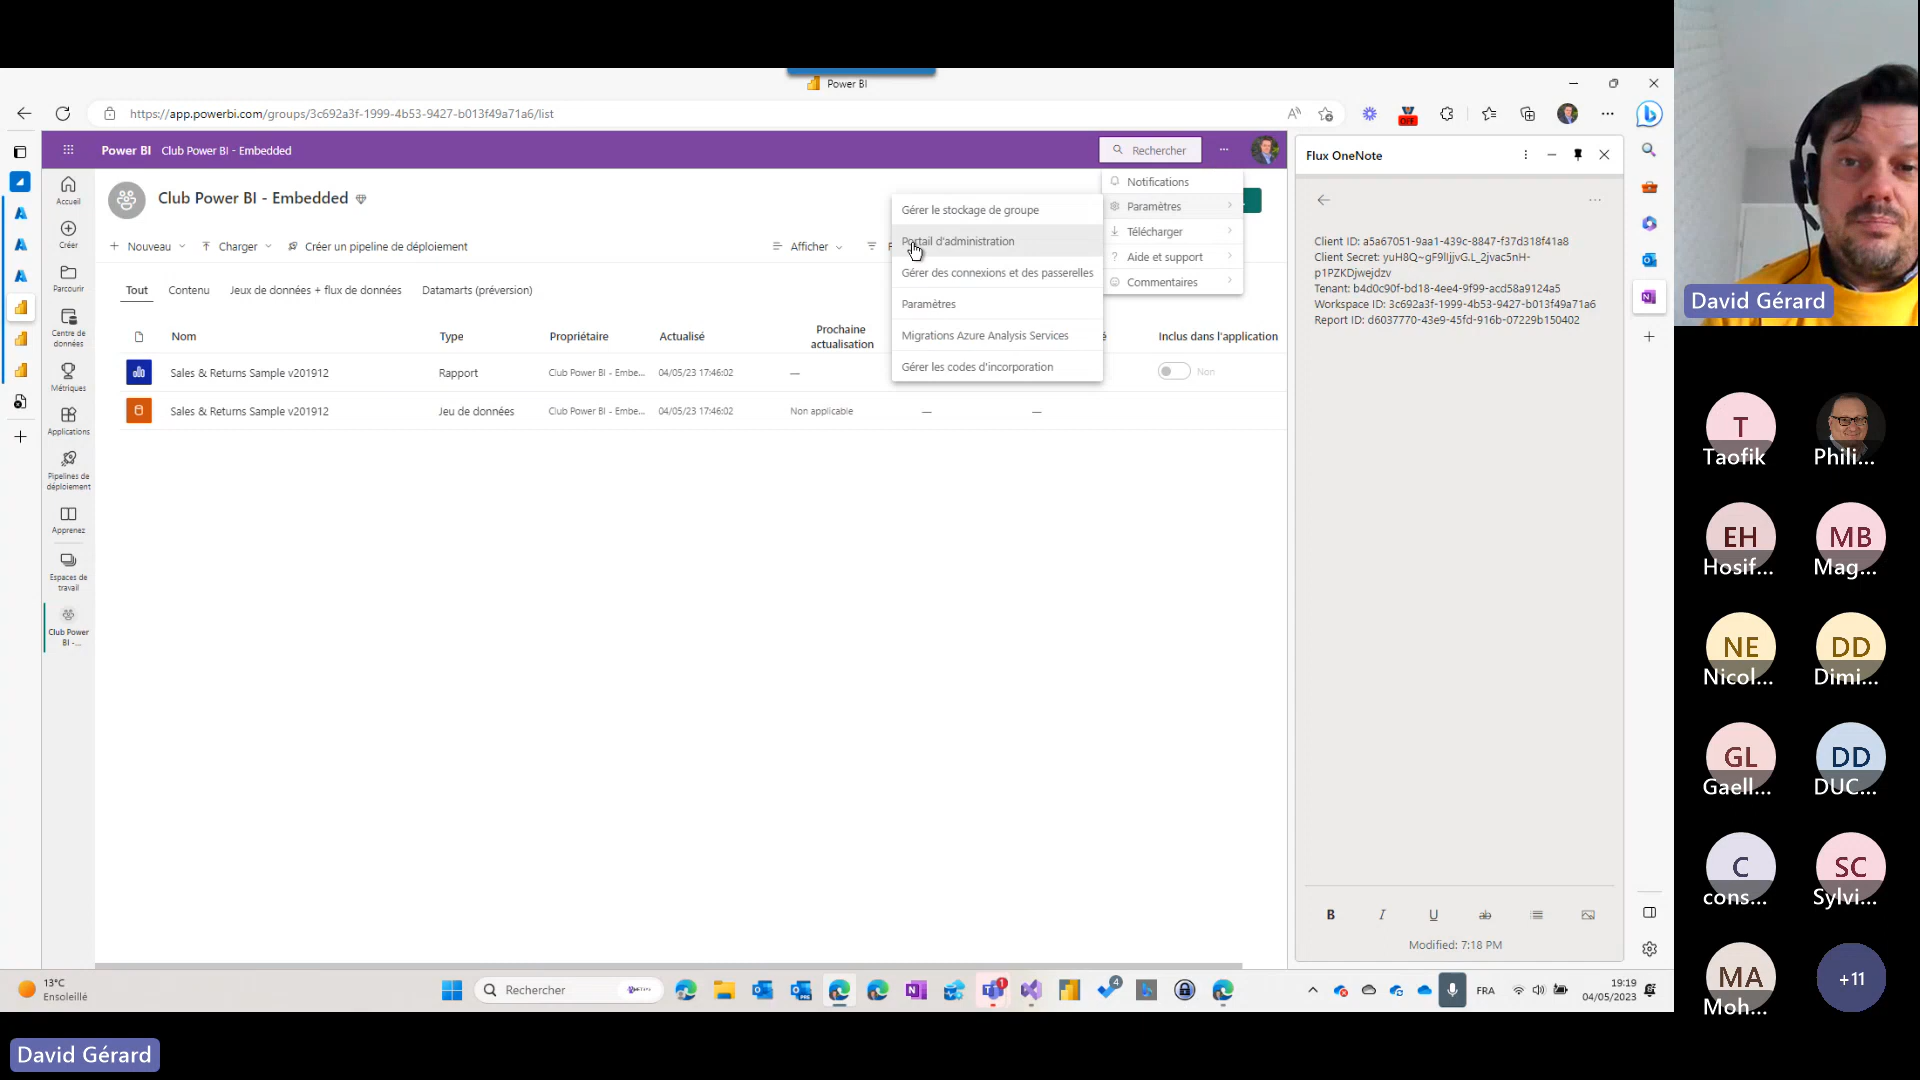 Power BI
https://app.powerbi.com/groups/3c692a3f-1999-4b53-9427-b013f49a71a6/list
OFF
Power BI Club Power BI - Embedded
Rechercher
Accueil
Créer
Parcourir
Centre de
données
Métriques
Applications
Pipelines de
déploiement
Apprenez
Espaces de
travail
Club Power
BI -...
Club Power BI - Embedded
Nouveau
Charger
Créer un pipeline de déploiement
Afficher
Tout
Contenu
Jeux de données + flux de données
Datamarts (préversion)
Nom
Type
Propriétaire
Actualisé
Prochaine
actualisation
Inclus dans l'application
Sales & Returns Sample v201912
Rapport
Club Power BI - Embe...
04/05/23 17:46:02
—
Non
Sales & Returns Sample v201912
Jeu de données
Club Power BI - Embe...
04/05/23 17:46:02
Non applicable
—
—
Notifications
Paramètres
Télécharger
Aide et support
Commentaires
Gérer le stockage de groupe
Portail d'administration
Gérer des connexions et des passerelles
Paramètres
Migrations Azure Analysis Services
Gérer les codes d'incorporation
Flux OneNote
Client ID: a5a67051-9aa1-439c-8847-f37d318f41a8
Client Secret: yuH8Q~gF9lIjjvG.L_2jvac5nH-
p1PZKDjwejdzv
Tenant: b4d0c90f-bd18-4ee4-9f99-acd58a9124a5
Workspace ID: 3c692a3f-1999-4b53-9427-b013f49a71a6
Report ID: d6037770-43e9-45fd-916b-07229b150402
B I U ab
Modified: 7:18 PM
13°C
Ensoleillé
Rechercher
1
4
FRA
19:19
04/05/2023
David Gérard
T
Taofik
Phili...
EH
Hosif...
MB
Mag...
NE
Nicol...
DD
Dimi...
GL
Gaell...
DD
DUC...
C
cons...
SC
Sylvi...
MA
Moh...
+11
David Gérard